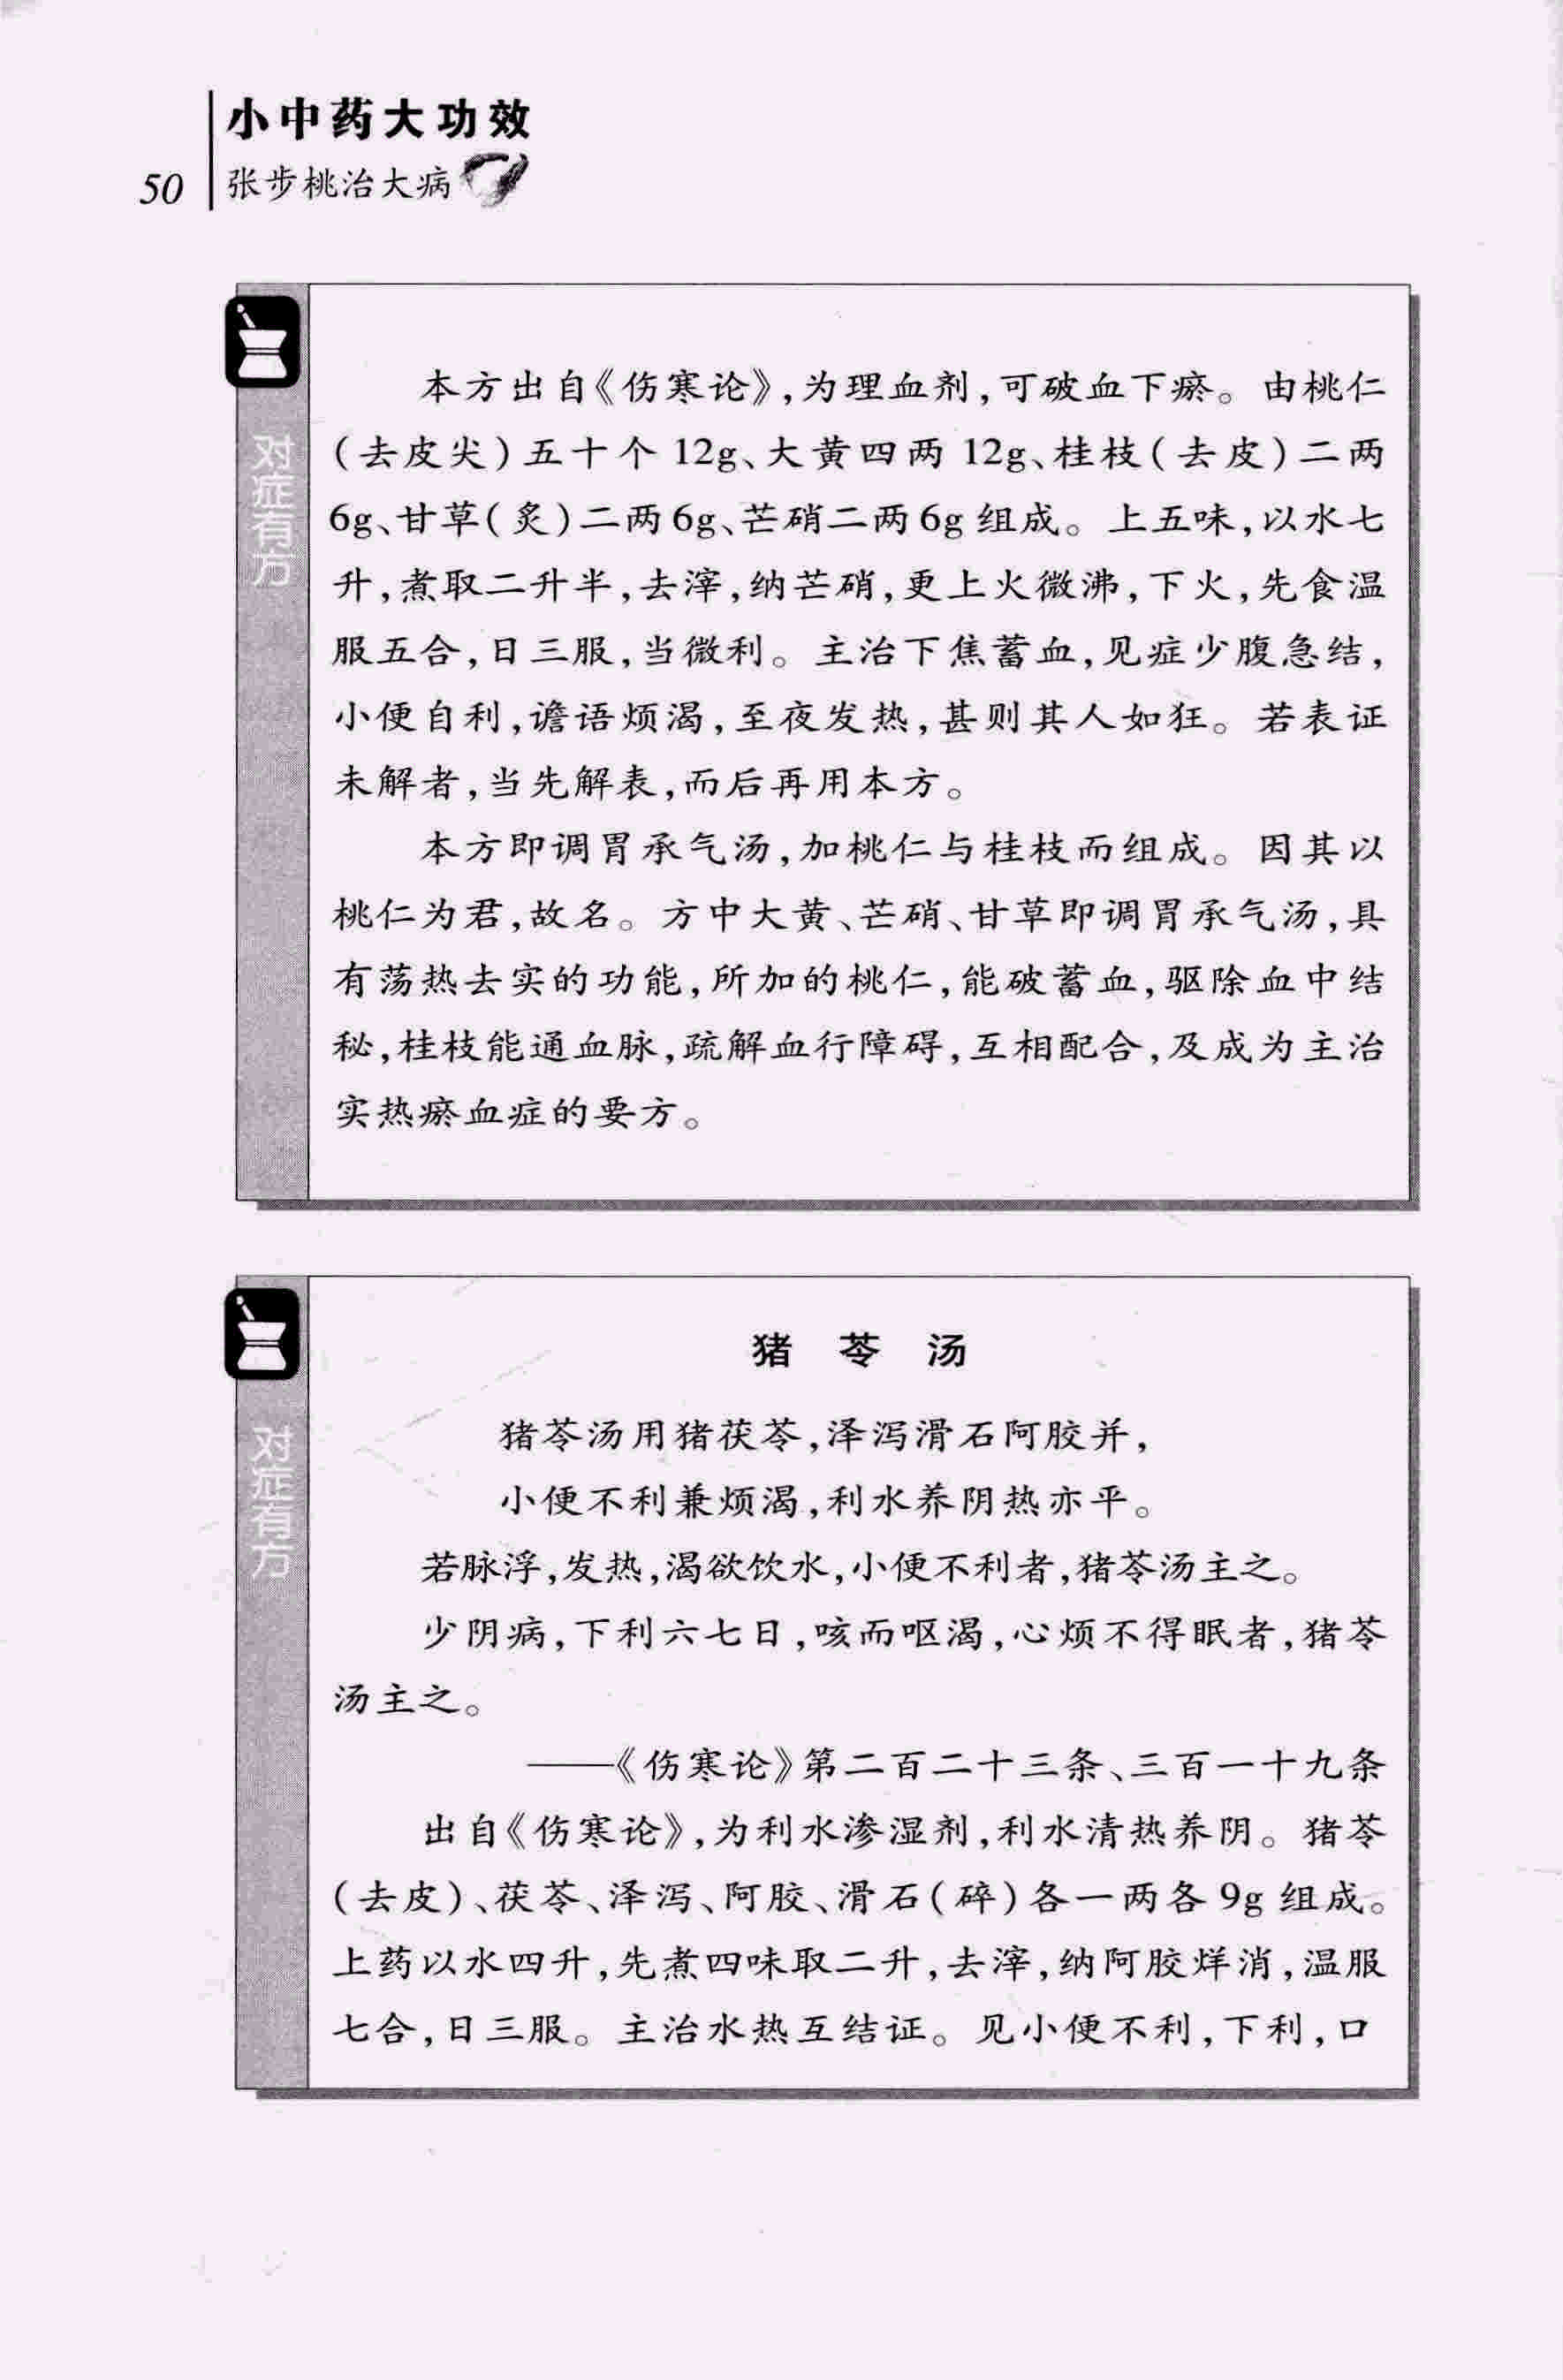 小中药大功效
50 张步桃治大病
对症有方
本方出自《伤寒论》,为理血剂,可破血下瘀。由桃仁
(去皮尖)五十个12g、大黄四两12g、桂枝(去皮)二两
6g、甘草(炙)二两6g、芒硝二两6g组成。上五味,以水七
升,煮取二升半,去滓,纳芒硝,更上火微沸,下火,先食温
服五合,日三服,当微利。主治下焦蓄血,见症少腹急结,
小便自利,谵语烦渴,至夜发热,甚则其人如狂。若表证
未解者,当先解表,而后再用本方。
本方即调胃承气汤,加桃仁与桂枝而组成。因其以
桃仁为君,故名。方中大黄、芒硝、甘草即调胃承气汤,具
有荡热去实的功能,所加的桃仁,能破蓄血,驱除血中结
秘,桂枝能通血脉,疏解血行障碍,互相配合,及成为主治
实热瘀血症的要方。
对症有方
猪苓汤
猪苓汤用猪茯苓,泽泻滑石阿胶并,
小便不利兼烦渴,利水养阴热亦平。
若脉浮,发热,渴欲饮水,小便不利者,猪苓汤主之。
少阴病,下利六七日,咳而呕渴,心烦不得眠者,猪苓
汤主之。
——《伤寒论》第二百二十三条、三百一十九条
出自《伤寒论》,为利水渗湿剂,利水清热养阴。猪苓
(去皮)、茯苓、泽泻、阿胶、滑石(碎)各一两各9g组成。
上药以水四升,先煮四味取二升,去滓,纳阿胶烊消,温服
七合,日三服。主治水热互结证。见小便不利,下利,口